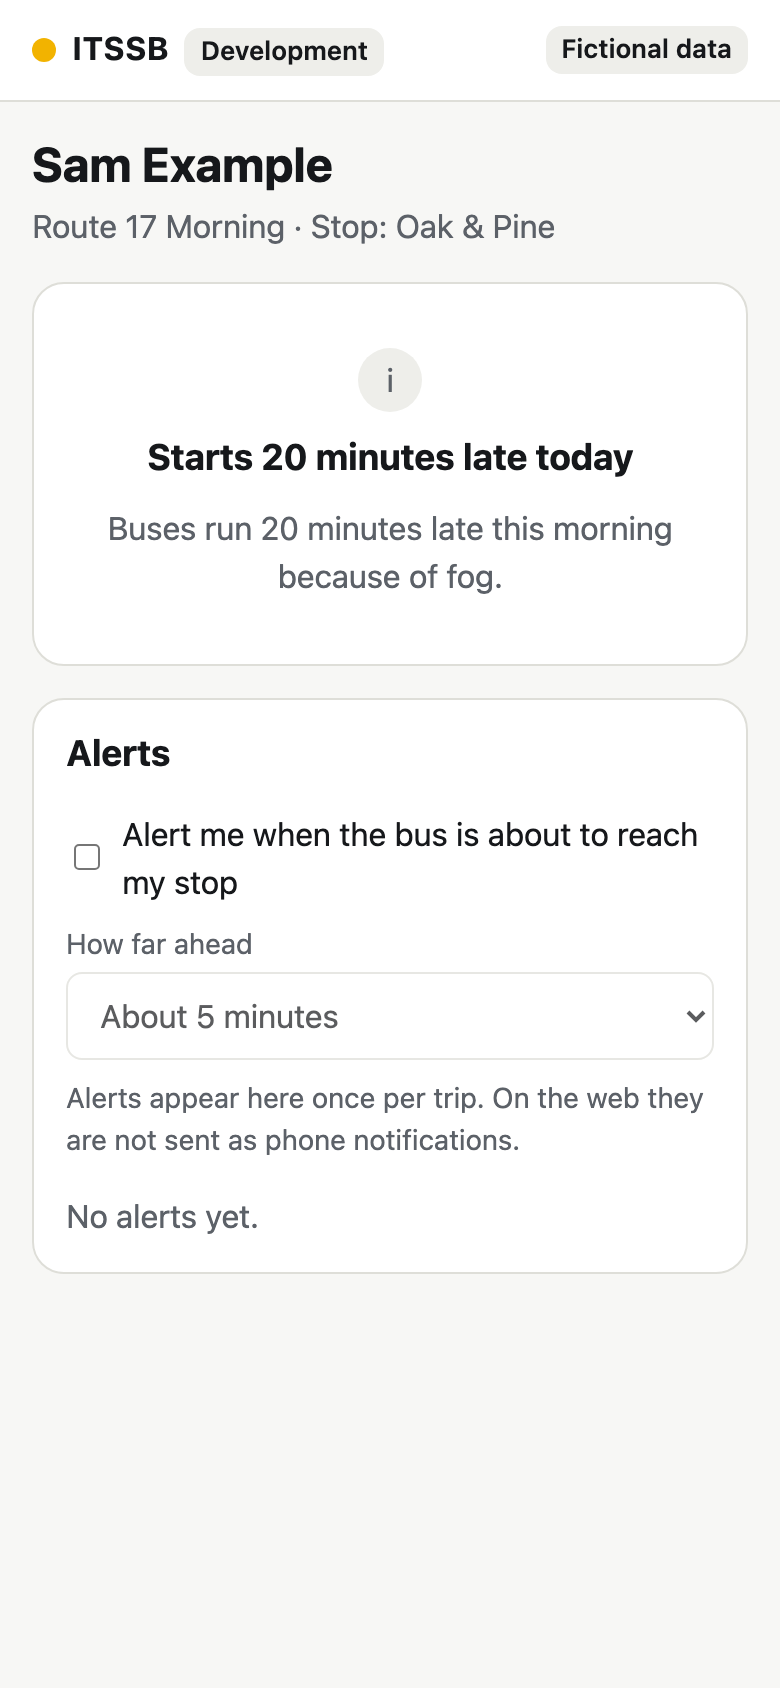 ITSSB
Development
Fictional data
Sam Example
Route 17 Morning · Stop: Oak & Pine
i
Starts 20 minutes late today
Buses run 20 minutes late this morning
because of fog.
Alerts
Alert me when the bus is about to reach
my stop
How far ahead
About 5 minutes
Alerts appear here once per trip. On the web they
are not sent as phone notifications.
No alerts yet.